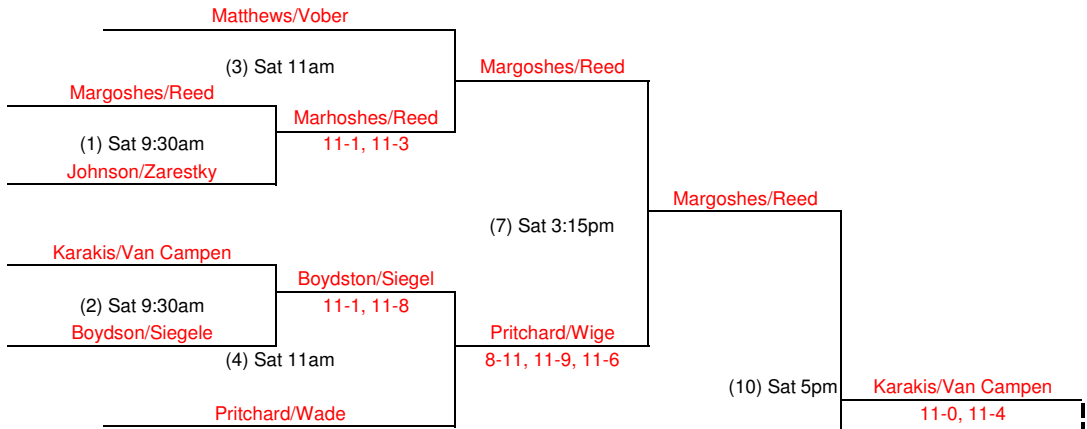 Matthews/Vober
(3) Sat 11am
Margoshes/Reed
Margoshes/Reed
Marhoshes/Reed
(1) Sat 9:30am
11-1, 11-3
Johnson/Zarestky
Margoshes/Reed
(7) Sat 3:15pm
Karakis/Van Campen
Boydston/Siegel
(2) Sat 9:30am
11-1, 11-8
Boydson/Siegele
Pritchard/Wige
(4) Sat 11am
8-11, 11-9, 11-6
(10) Sat 5pm
Karakis/Van Campen
Pritchard/Wade
11-0, 11-4